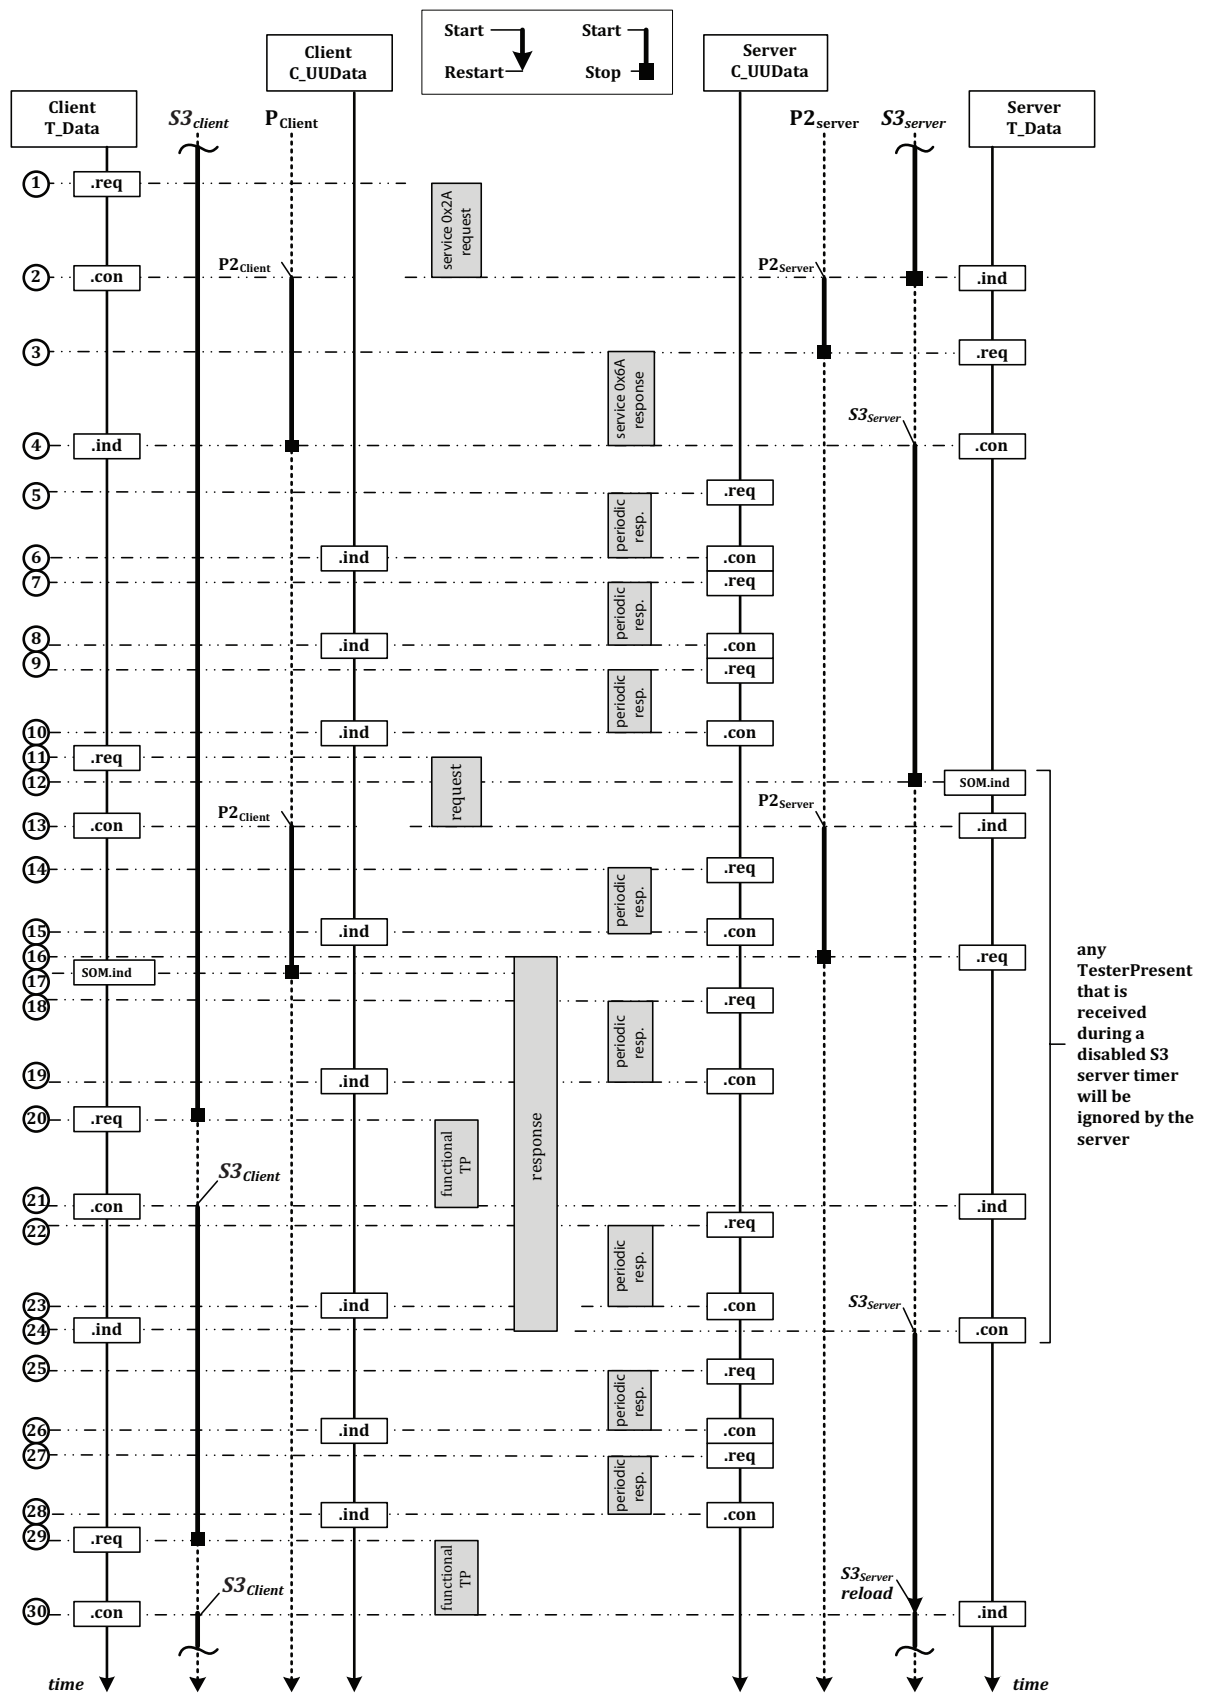 Start
Restart
Start
Stop
Client
C_UUData
Server
C_UUData
Client
T_Data
S3client
PClient
P2server
S3server
Server
T_Data
1
.req
service 0x2A
request
2
.con
P2Client
P2Server
.ind
3
.req
service 0x6A
response
S3Server
4
.ind
.con
5
.req
periodic
resp.
6
.ind
.con
7
.req
periodic
resp.
8
.ind
.con
9
.req
periodic
resp.
10
.ind
.con
11
.req
request
12
SOM.ind
13
.con
P2Client
P2Server
.ind
14
.req
periodic
resp.
15
.ind
.con
16
.req
17
SOM.ind
response
18
.req
periodic
resp.
19
.ind
.con
any
TesterPresent
that is
received
during a
disabled S3
server timer
will be
ignored by the
server
20
.req
functional
TP
S3Client
21
.con
.ind
22
.req
periodic
resp.
23
.ind
.con
S3Server
24
.ind
.con
25
.req
periodic
resp.
26
.ind
.con
27
.req
periodic
resp.
28
.ind
.con
29
.req
functional
TP
S3Client
S3Server
reload
30
.con
.ind
time
time